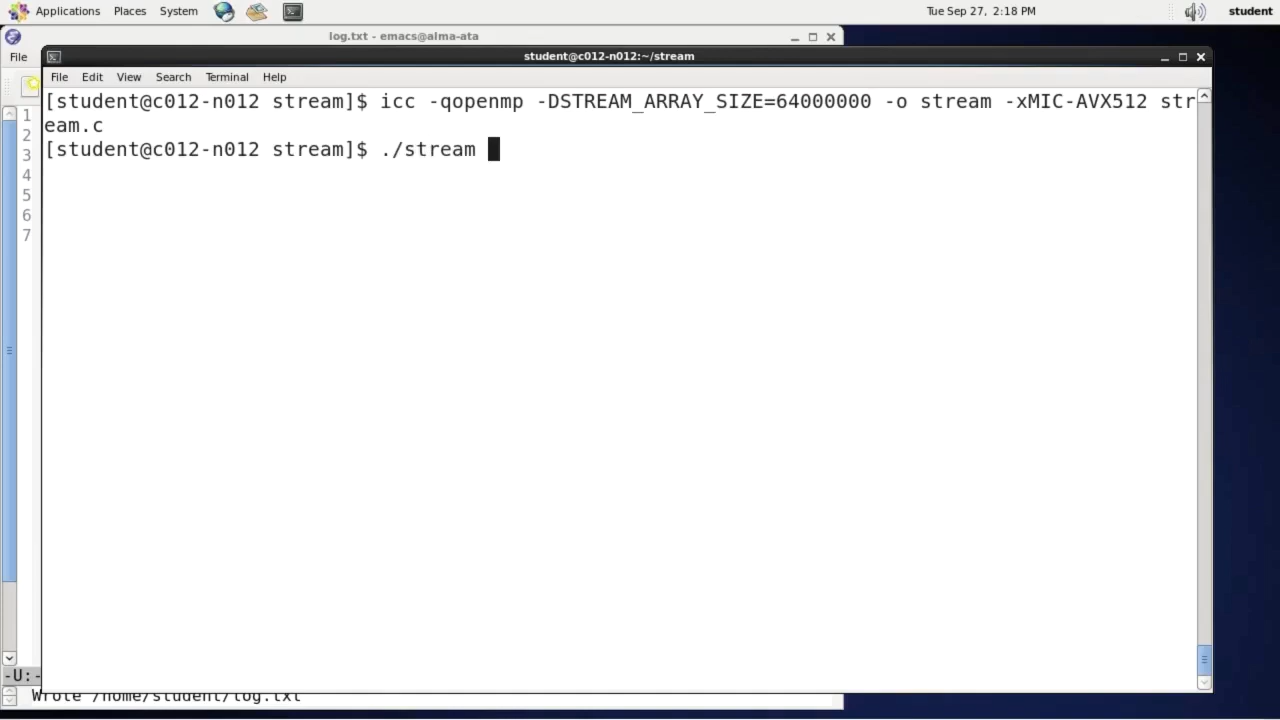 Applications Places System Tue Sep 27, 2:18 PM student
log.txt - emacs@alma-ata
File
student@c012-n012:~/stream
File Edit View Search Terminal Help
1
2
3
4
5
6
7
[student@c012-n012 stream]$ icc -qopenmp -DSTREAM_ARRAY_SIZE=64000000 -o stream -xMIC-AVX512 str
eam.c
[student@c012-n012 stream]$ ./stream
-U:-
Wrote /home/student/log.txt